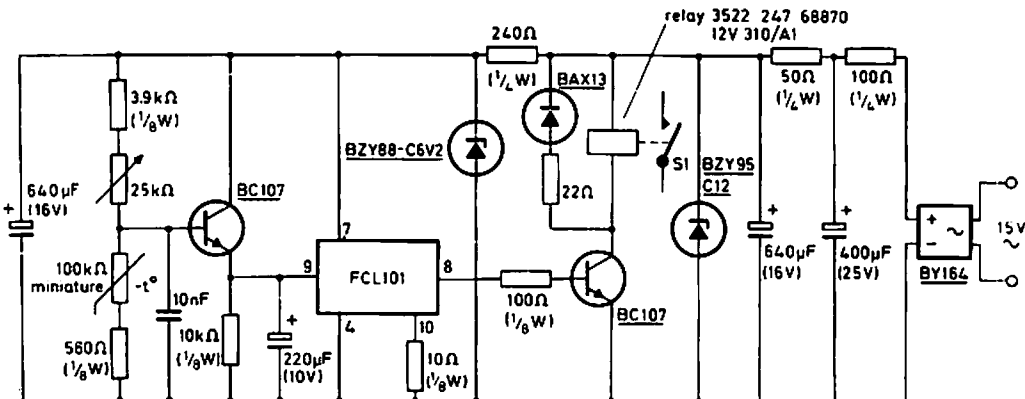 relay 3522 247 68870
12V 310/A1
240Ω
(1/4W)
BAX13
50Ω
(1/4W)
100Ω
(1/4W)
3.9kΩ
(1/8W)
BZY88-C6V2
22Ω
S1
BZY95
C12
25kΩ
BC107
+
640µF
(16V)
100kΩ
miniature
-t°
10nF
9
7
FCL101
8
4
10
100Ω
(1/8W)
BC107
+
640µF
(16V)
+
400µF
(25V)
+
-
~
BY164
15V
~
560Ω
(1/8W)
10kΩ
(1/8W)
+
220µF
(10V)
10Ω
(1/8W)